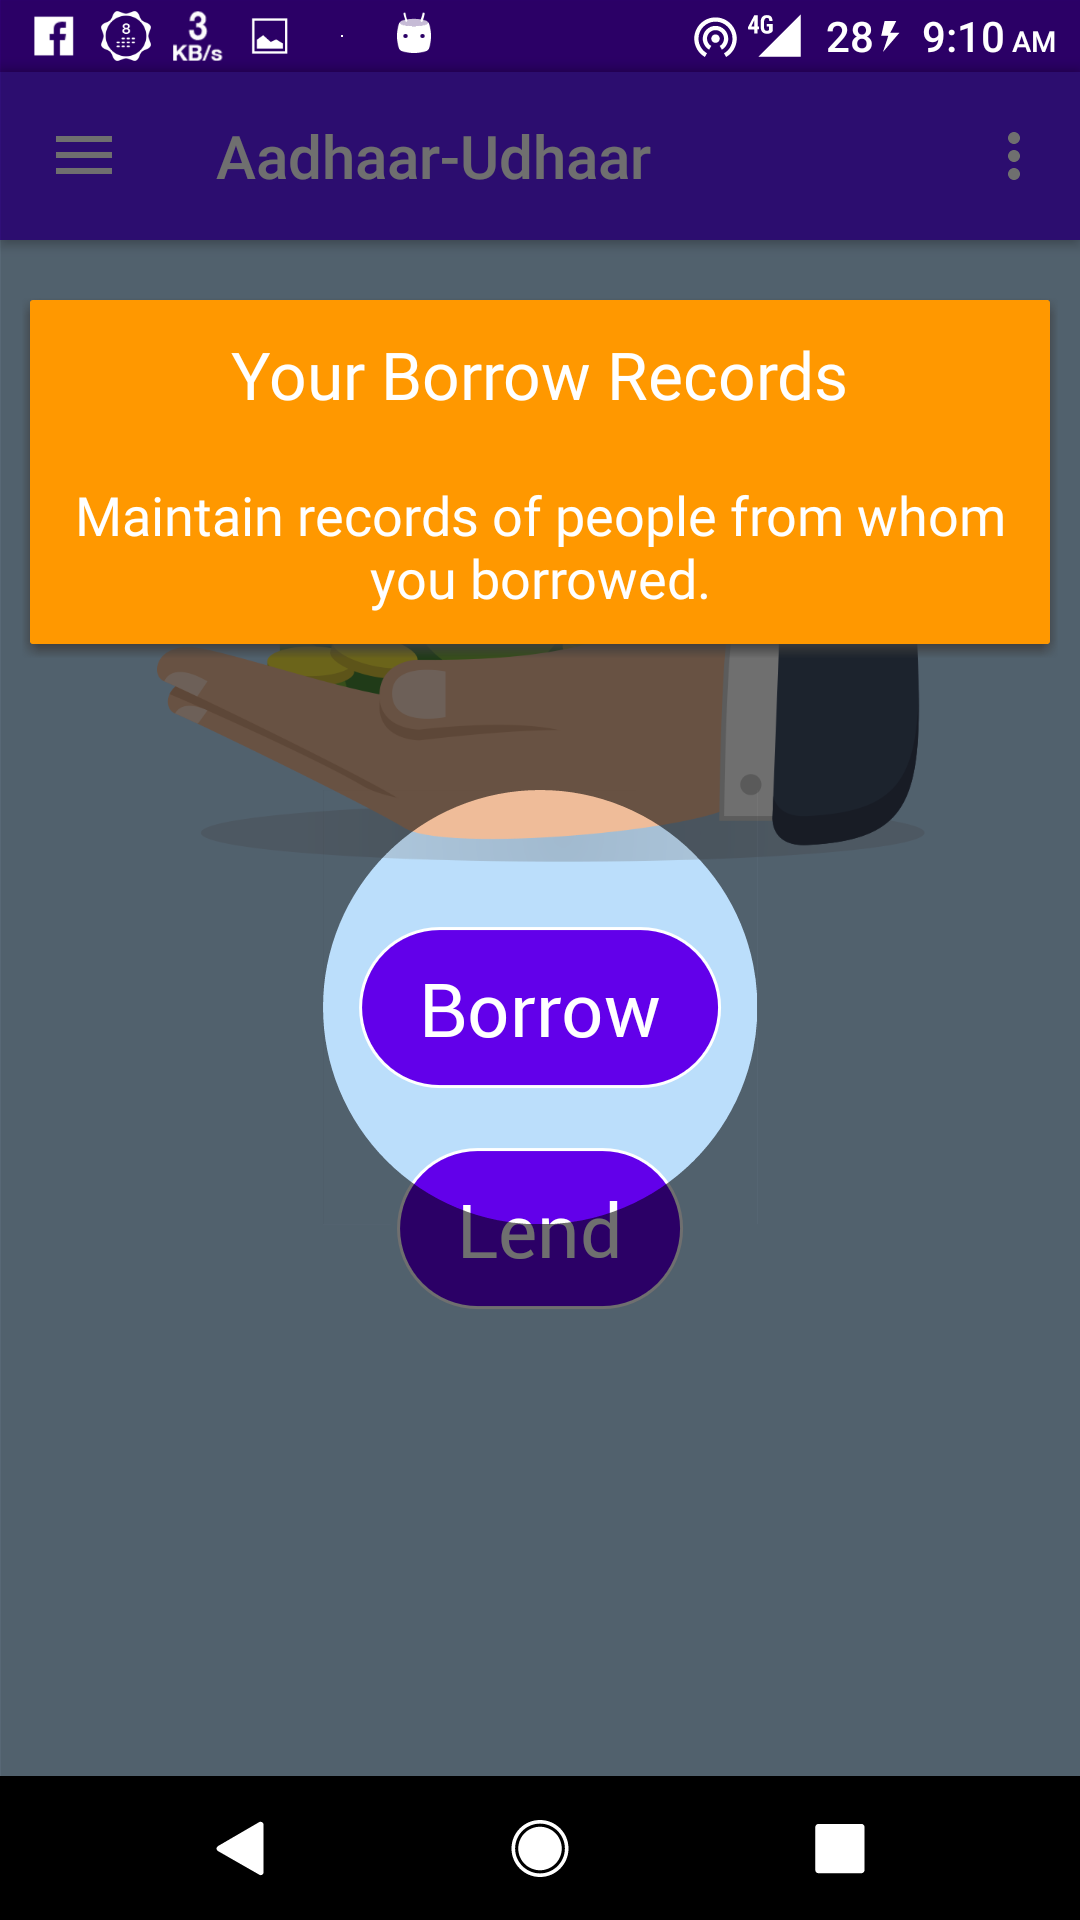 8 3 KB/s 4G 28 9:10 AM
Aadhaar-Udhaar
Your Borrow Records
Maintain records of people from whom
you borrowed.
Borrow
Lend